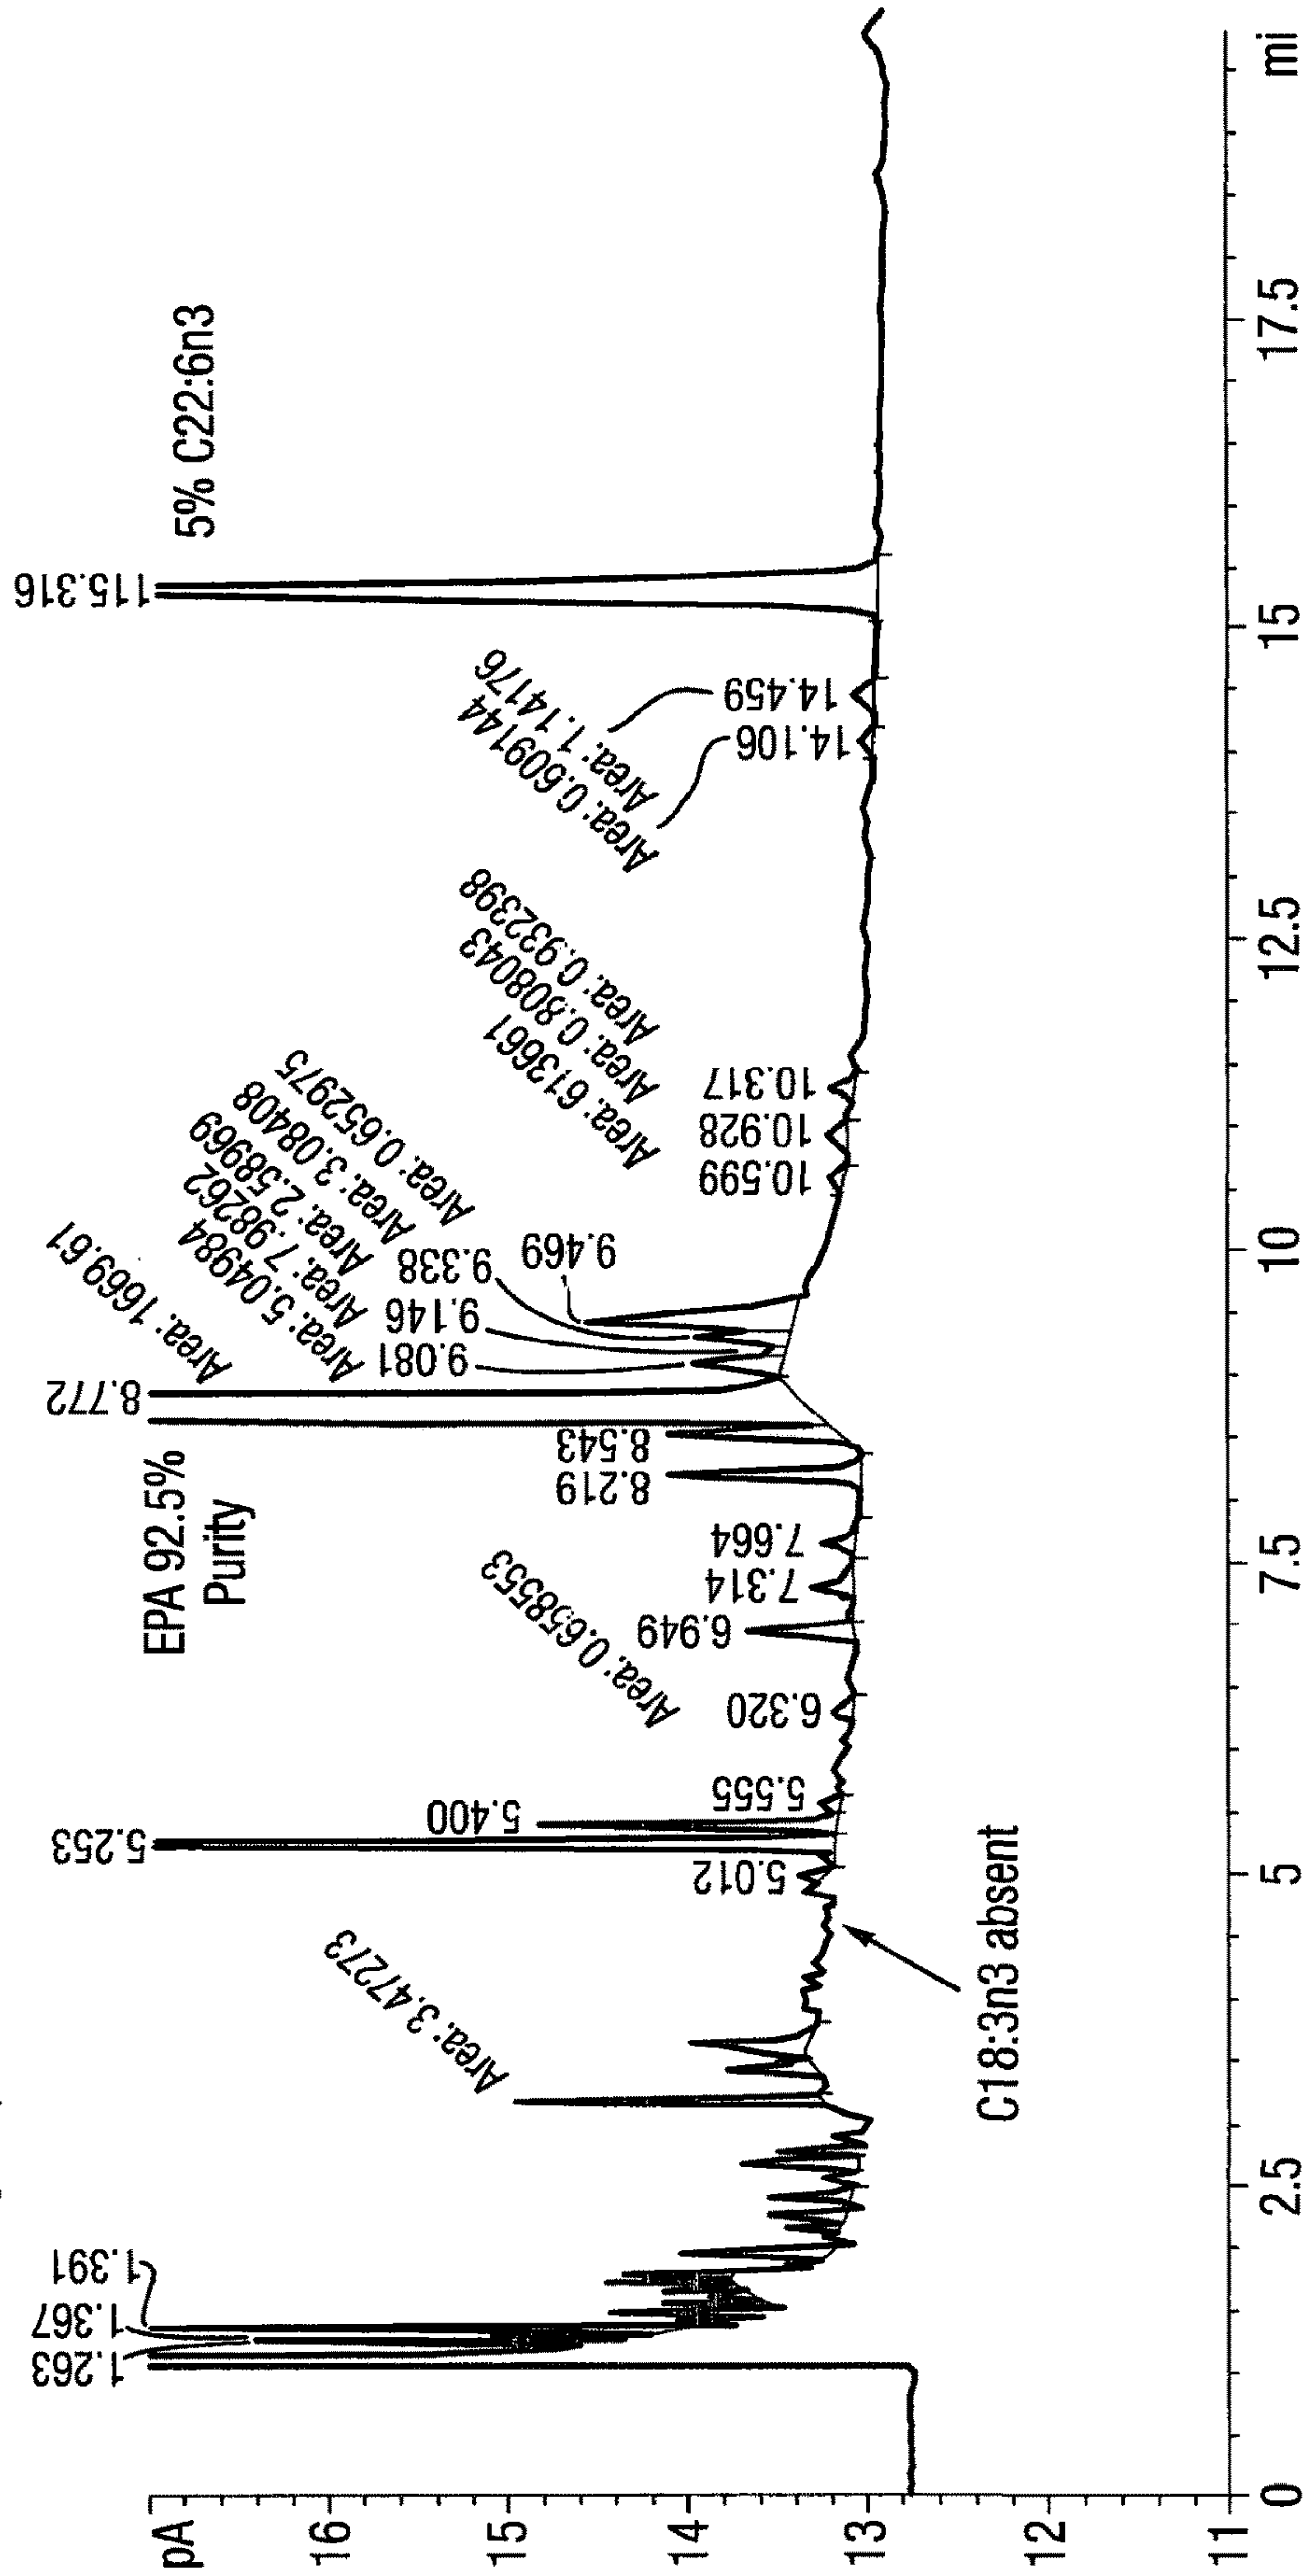 pA
16
15
14
13
12
11
0
2.5
5
7.5
10
12.5
15
17.5
mi
1.263
1.367
1.391
Area: 3.47273
C18:3n3 absent
5.012
5.253
5.400
5.555
6.320
Area: 0.658553
6.949
7.314
7.664
EPA 92.5%
Purity
8.219
8.543
8.772
Area: 1669.61
Area: 5.04984
Area: 7.98262
Area: 2.58969
Area: 3.08408
Area: 0.652975
9.081
9.146
9.338
9.469
10.599
10.928
10.317
Area: 613661
Area: 0.808043
Area: 0.932398
Area: 0.609144
Area: 1.14176
14.106
14.459
115.316
5% C22:6n3